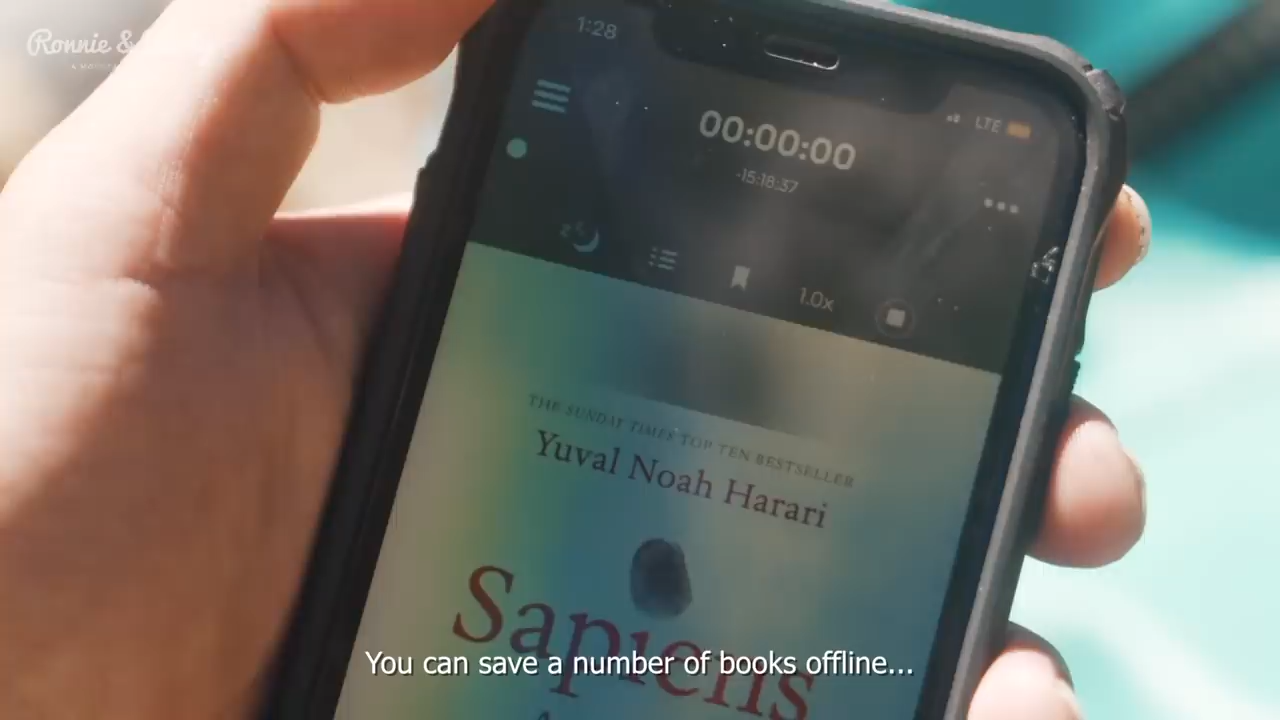 Ronnie &
1:28
LTE
00:00:00
-15:18:37
1.0x
THE SUNDAY TIMES TOP TEN BESTSELLER
Yuval Noah Harari
Sapiens
You can save a number of books offline...